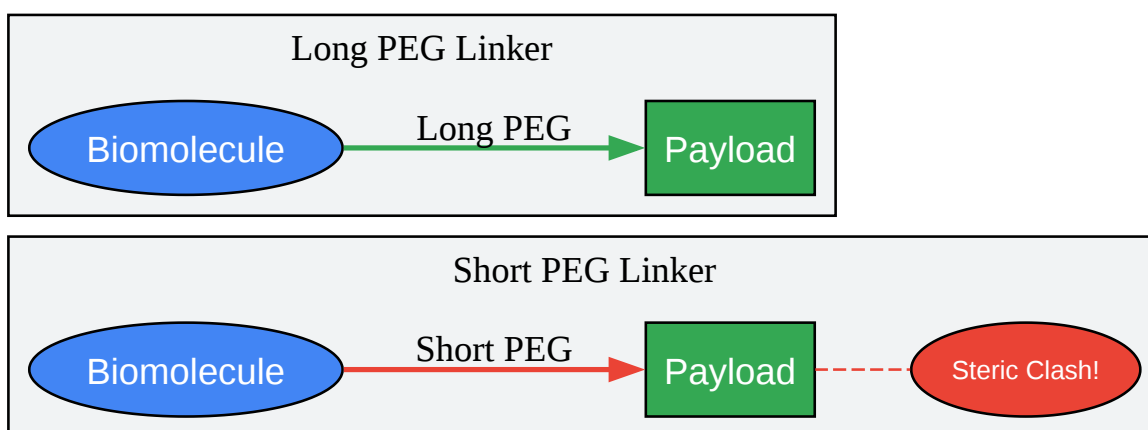 Long PEG Linker
Biomolecule
Long PEG
Payload
Short PEG Linker
Biomolecule
Short PEG
Payload
Steric Clash!